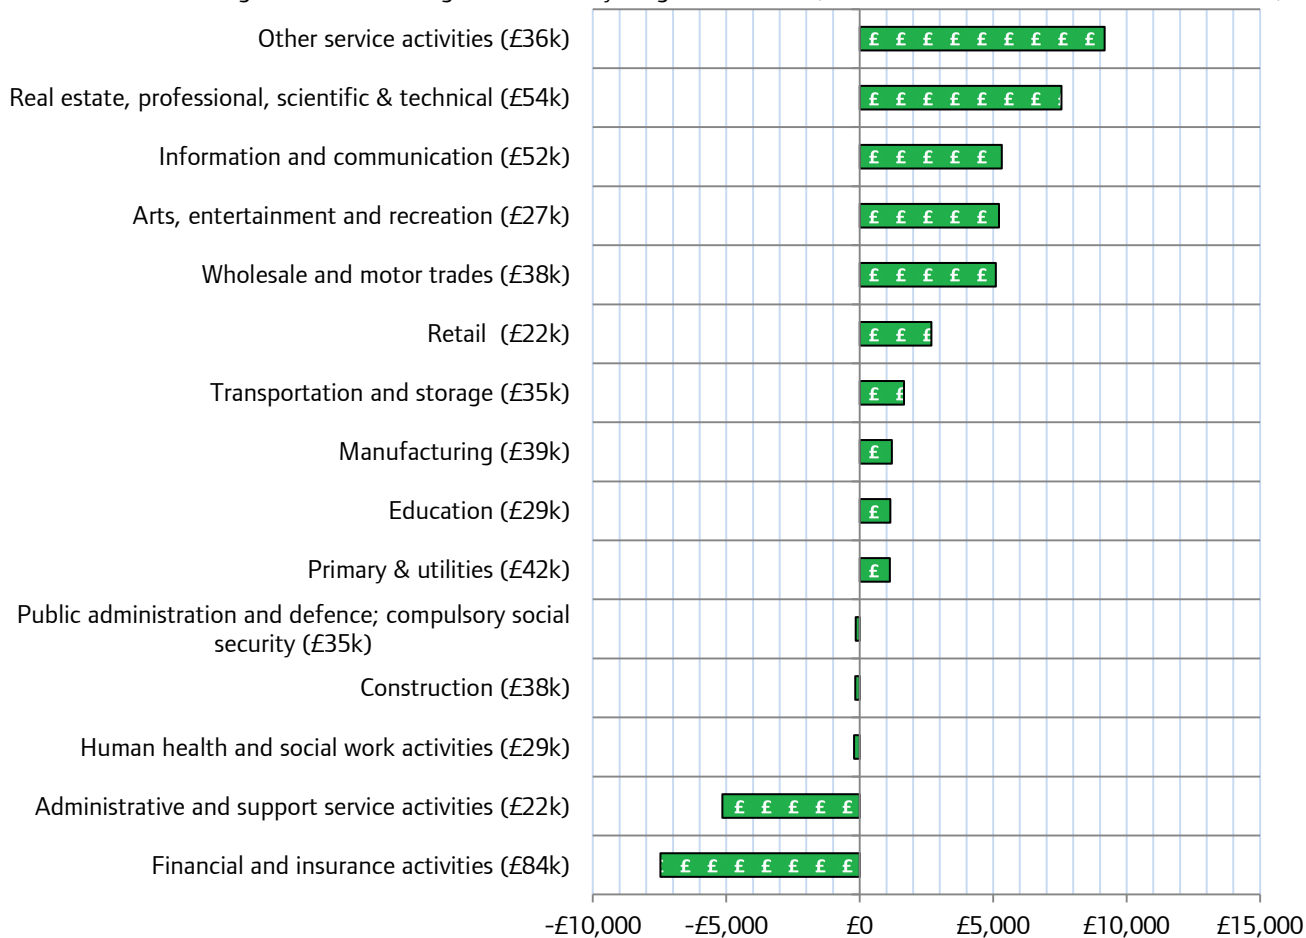 Other service activities (£36k)
Real estate, professional, scientific & technical (£54k)
Information and communication (£52k)
Arts, entertainment and recreation (£27k)
Wholesale and motor trades (£38k)
Retail (£22k)
Transportation and storage (£35k)
Manufacturing (£39k)
Education (£29k)
Primary & utilities (£42k)
Public administration and defence; compulsory social
security (£35k)
Construction (£38k)
Human health and social work activities (£29k)
Administrative and support service activities (£22k)
Financial and insurance activities (£84k)
-£10,000 -£5,000 £0 £5,000 £10,000 £15,000